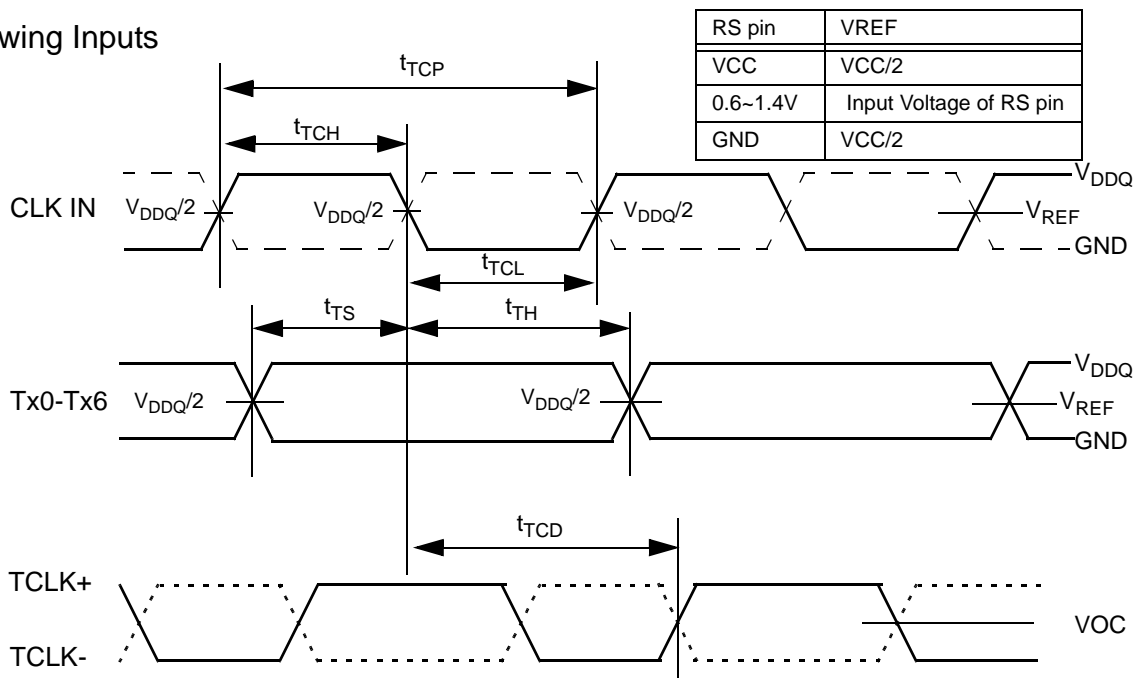 wing Inputs
RS pin VREF
VCC VCC/2
0.6~1.4V Input Voltage of RS pin
GND VCC/2
tTCP
tTCH
CLK IN VDDQ/2 VDDQ/2 VDDQ/2 VDDQ
VREF
GND
tTCL
tTS tTH
Tx0-Tx6 VDDQ/2 VDDQ/2 VDDQ
VREF
GND
tTCD
TCLK+
VOC
TCLK-